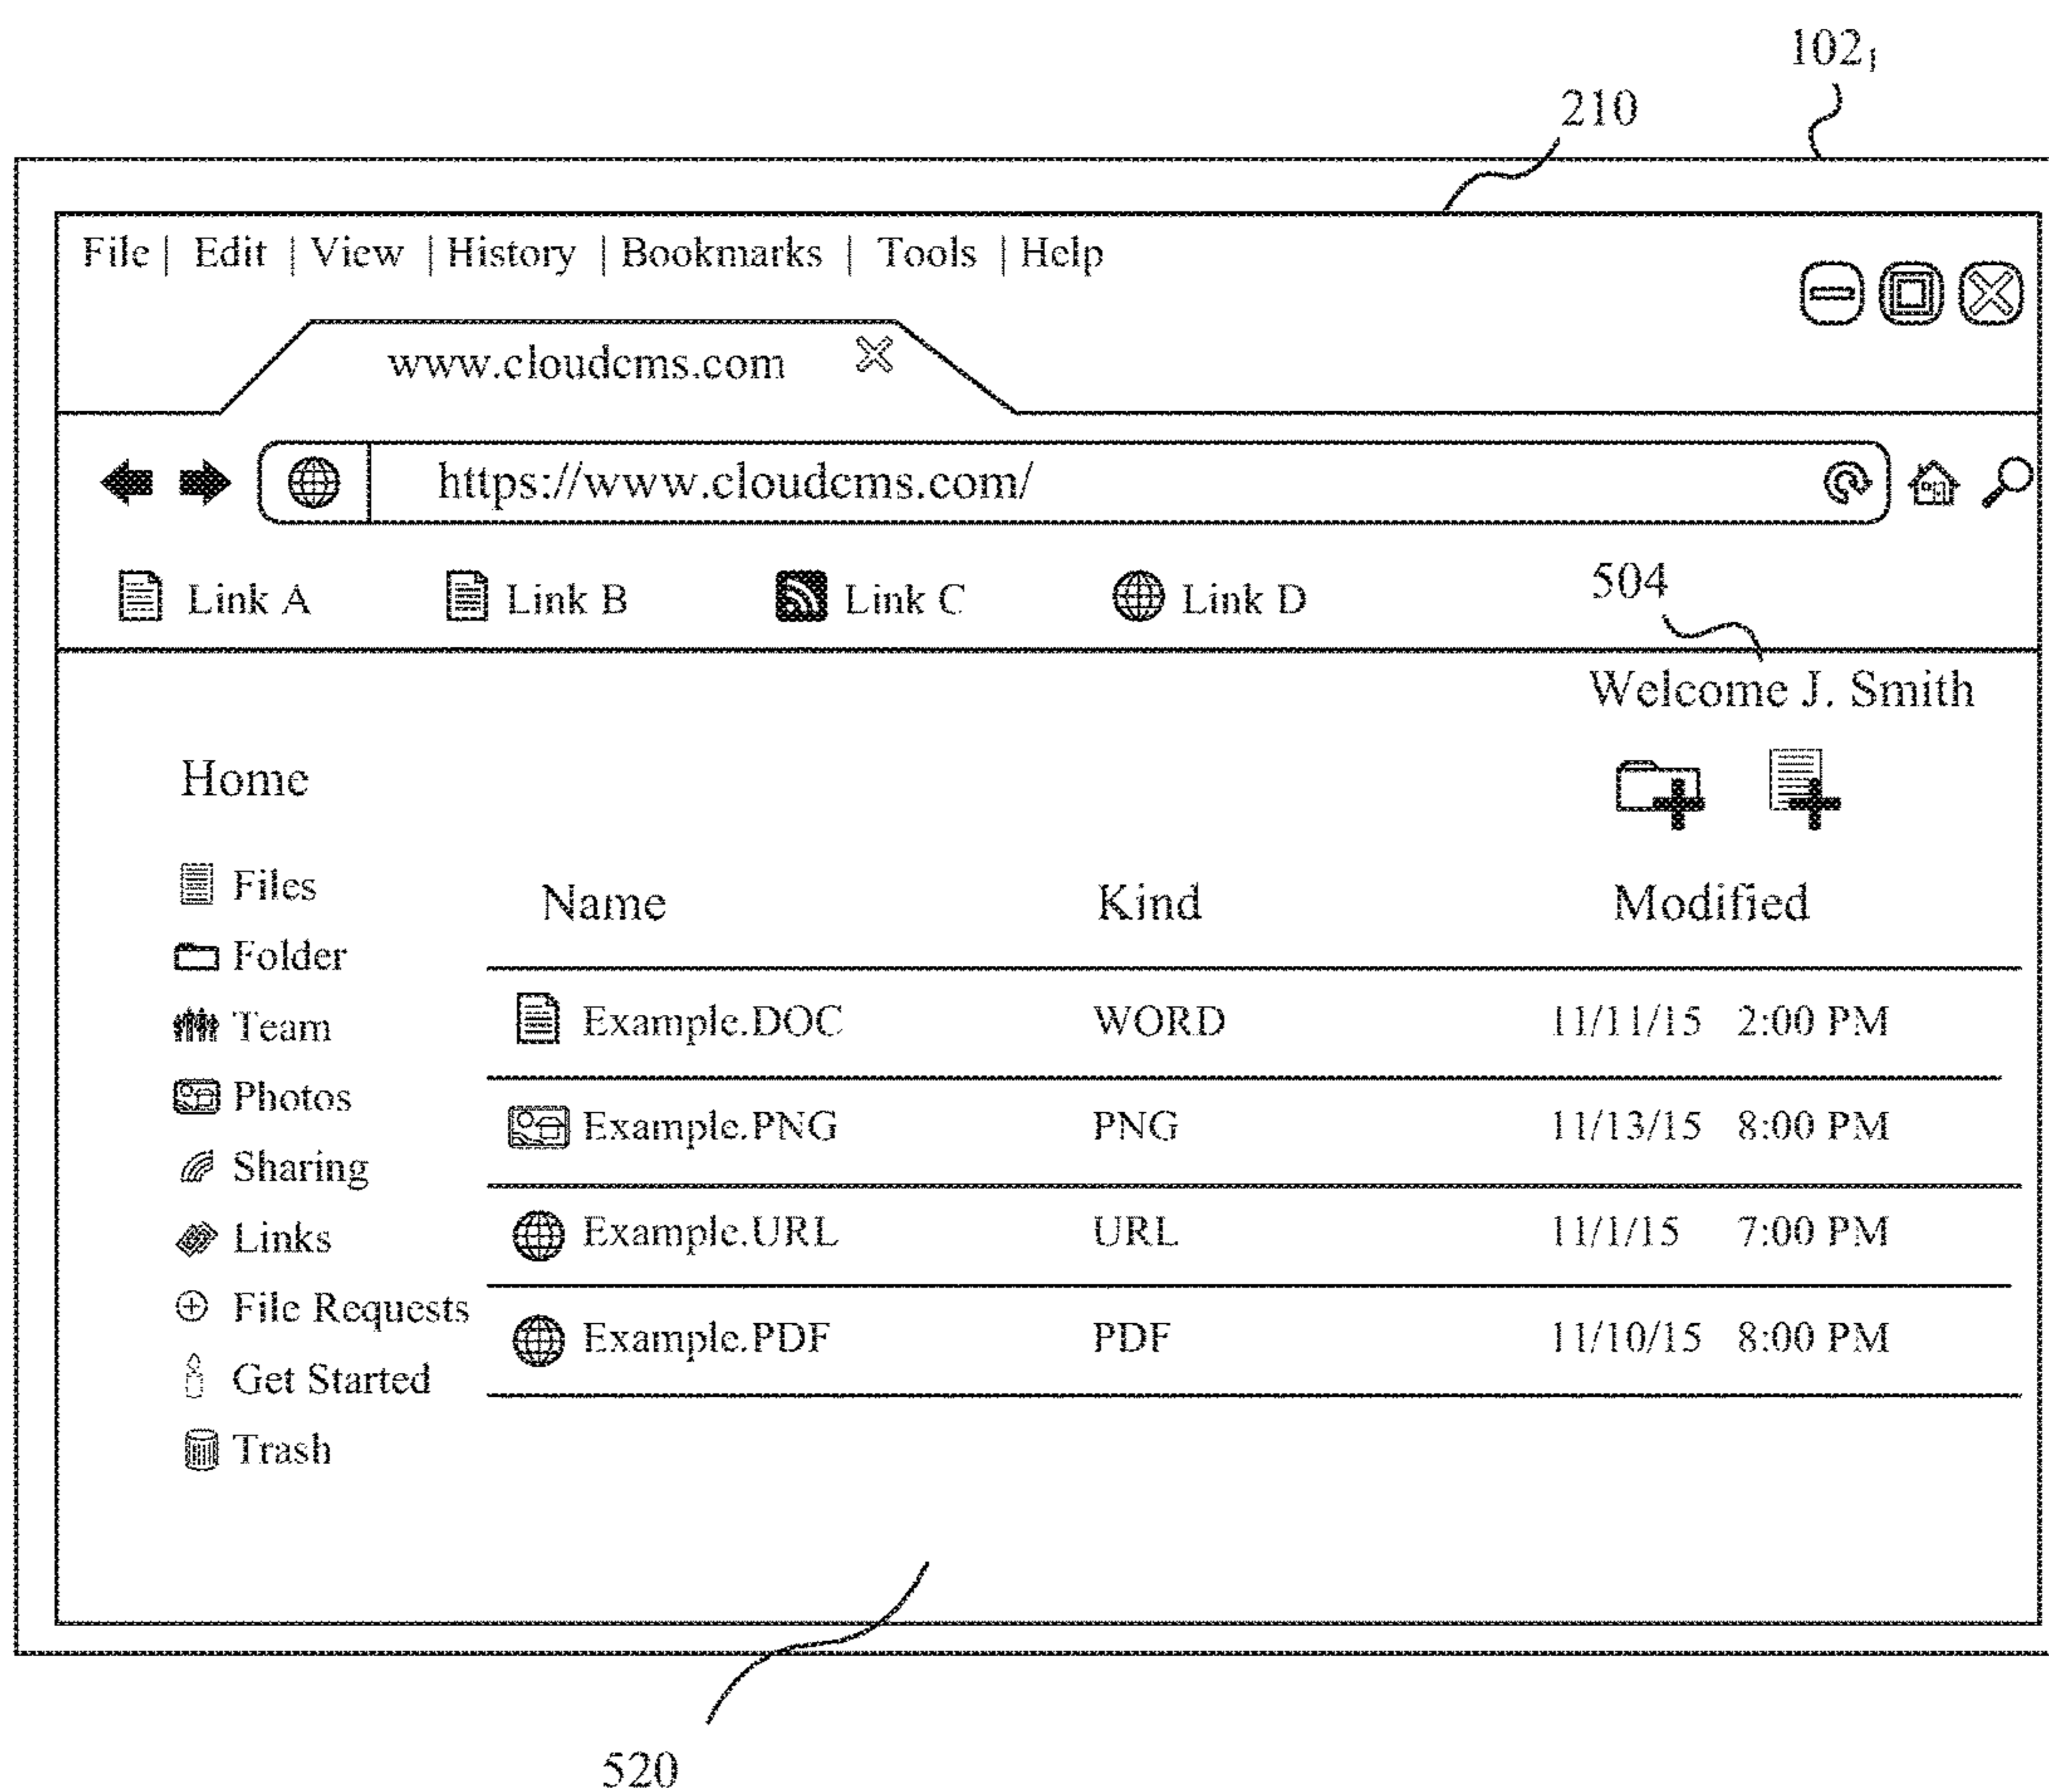 102₁
210
File | Edit | View | History | Bookmarks | Tools | Help
www.cloudcms.com
https://www.cloudcms.com/
Link A Link B Link C Link D
504
Welcome J. Smith
Home
Files
Folder
Team
Photos
Sharing
Links
File Requests
Get Started
Trash
Name Kind Modified
Example.DOC WORD 11/11/15 2:00 PM
Example.PNG PNG 11/13/15 8:00 PM
Example.URL URL 11/1/15 7:00 PM
Example.PDF PDF 11/10/15 8:00 PM
520